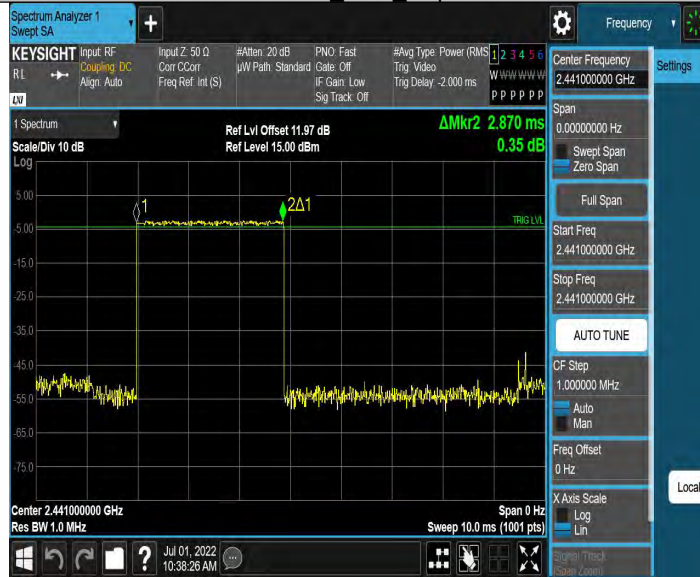 Spectrum Analyzer 1
Swept SA
Frequency
KEYSIGHT
R L
LXI
Input: RF
Coupling: DC
Align: Auto
Input Z: 50 Ω
Corr CCorr
Freq Ref: Int (S)
#Atten: 20 dB
µW Path: Standard
PNO: Fast
Gate: Off
IF Gain: Low
Sig Track: Off
#Avg Type: Power (RMS
Trig: Video
Trig Delay: -2.000 ms
1 2 3 4 5 6
W W W W W W
P P P P P P
Center Frequency
2.441000000 GHz
Settings
Span
0.00000000 Hz
Swept Span
Zero Span
Full Span
Start Freq
2.441000000 GHz
Stop Freq
2.441000000 GHz
AUTO TUNE
CF Step
1.000000 MHz
Auto
Man
Freq Offset
0 Hz
X Axis Scale
Log
Lin
Signal Track
(Span Zoom)
Local
1 Spectrum
Scale/Div 10 dB
Log
Ref Lvl Offset 11.97 dB
Ref Level 15.00 dBm
ΔMkr2 2.870 ms
0.35 dB
5.00
-5.00
-15.0
-25.0
-35.0
-45.0
-55.0
-65.0
-75.0
1
2Δ1
TRIG LVL
Center 2.441000000 GHz
Span 0 Hz
Res BW 1.0 MHz
Sweep 10.0 ms (1001 pts)
?
Jul 01, 2022
10:38:26 AM